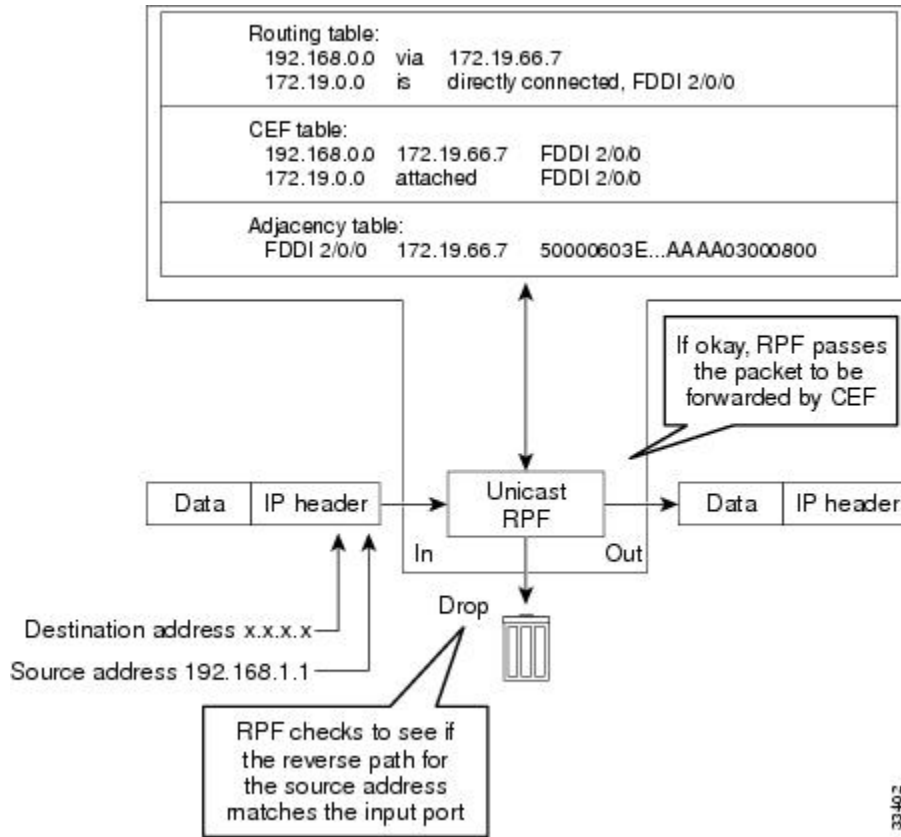 Routing table:
192.168.0.0 via 172.19.66.7
172.19.0.0 is directly connected, FDDI 2/0/0
CEF table:
192.168.0.0 172.19.66.7 FDDI 2/0/0
172.19.0.0 attached FDDI 2/0/0
Adjacency table:
FDDI 2/0/0 172.19.66.7 50000603E...AAAA03000800
If okay, RPF passes
the packet to be
forwarded by CEF
Data IP header
Unicast
RPF
Data IP header
In Out
Drop
Destination address x.x.x.x
Source address 192.168.1.1
RPF checks to see if
the reverse path for
the source address
matches the input port
33402